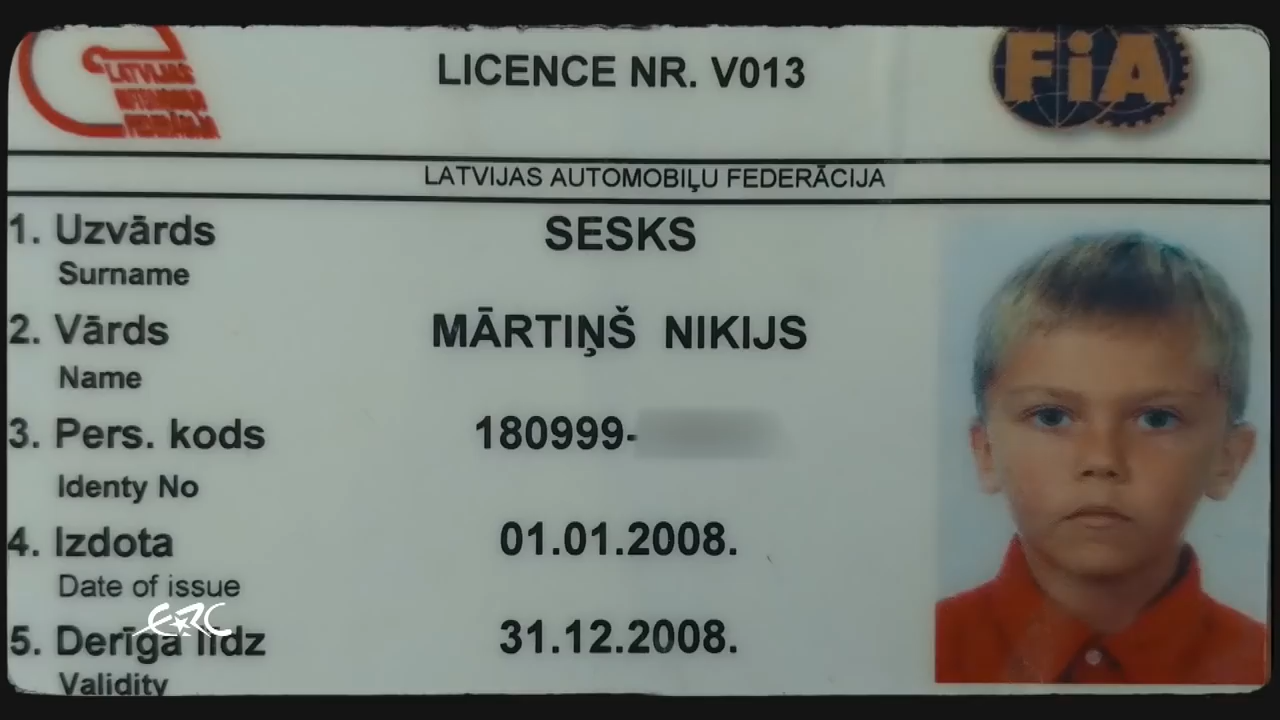 LATVIJAS
AUTOMOBIĻU
FEDERĀCIJA
LICENCE NR. V013
FiA
LATVIJAS AUTOMOBIĻU FEDERĀCIJA
1. Uzvārds SESKS
Surname
2. Vārds MĀRTIŅŠ NIKIJS
Name
3. Pers. kods 180999-
Identy No
4. Izdota 01.01.2008.
Date of issue
ERC
5. Derīga līdz 31.12.2008.
Validity